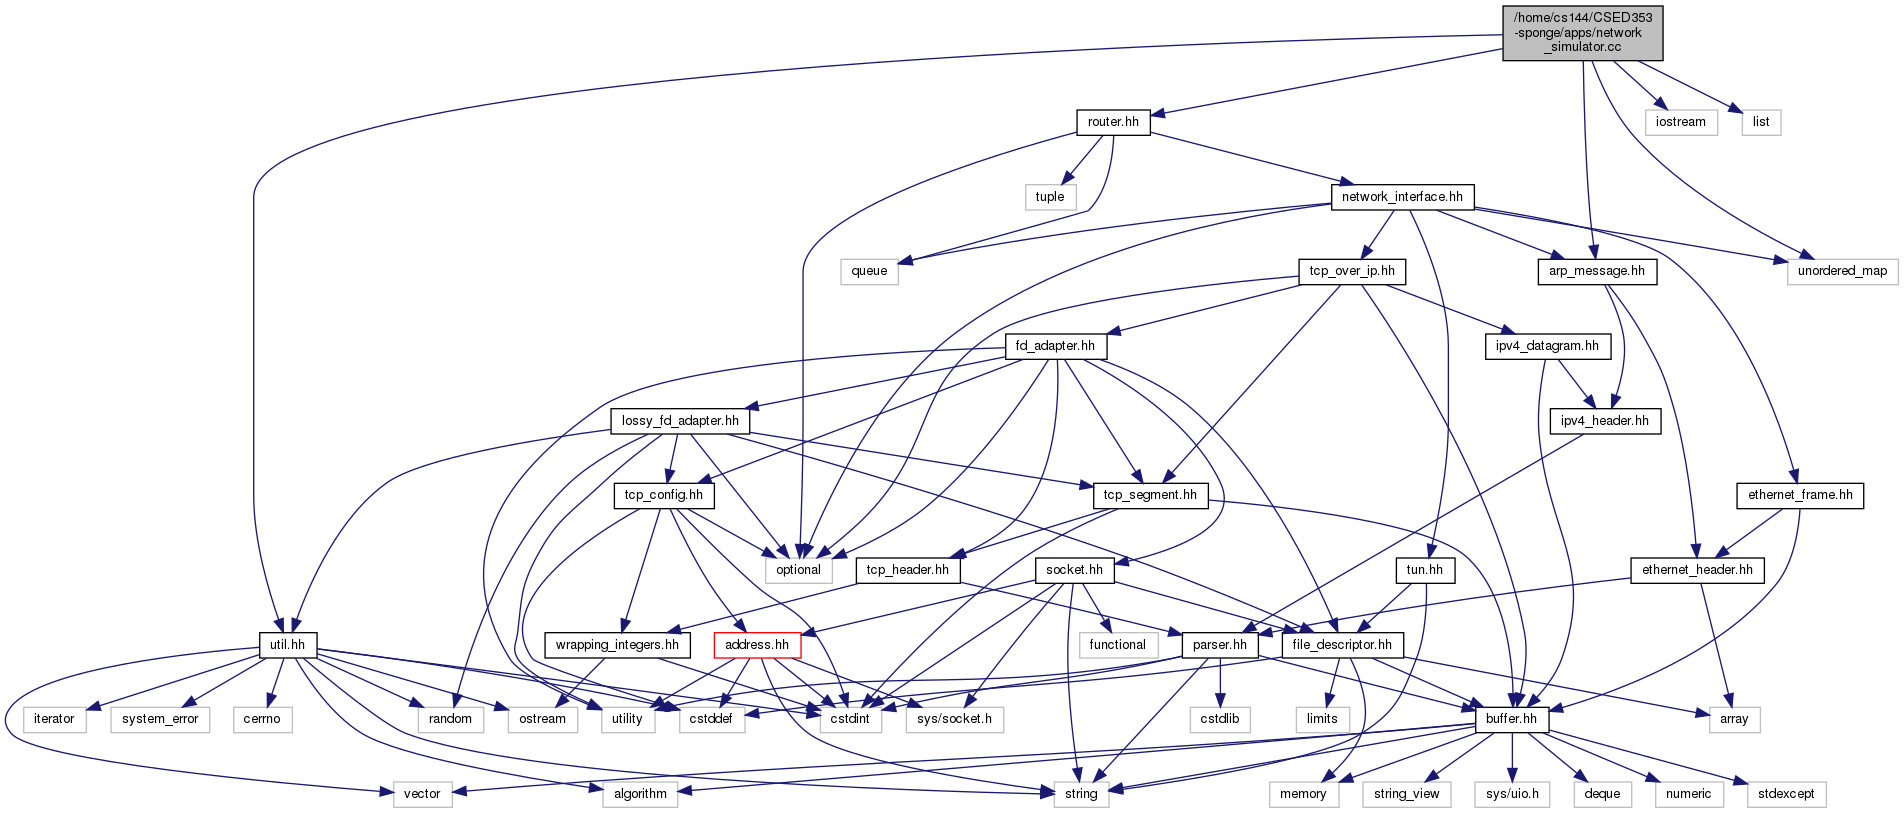 /home/cs144/CSED353
-sponge/apps/network
_simulator.cc
router.hh
iostream
list
tuple
network_interface.hh
queue
tcp_over_ip.hh
arp_message.hh
unordered_map
fd_adapter.hh
ipv4_datagram.hh
lossy_fd_adapter.hh
ipv4_header.hh
tcp_config.hh
tcp_segment.hh
ethernet_frame.hh
optional
tcp_header.hh
socket.hh
tun.hh
ethernet_header.hh
util.hh
wrapping_integers.hh
address.hh
functional
parser.hh
file_descriptor.hh
iterator
system_error
cerrno
random
ostream
utility
cstddef
cstdint
sys/socket.h
cstdlib
limits
buffer.hh
array
vector
algorithm
string
memory
string_view
sys/uio.h
deque
numeric
stdexcept